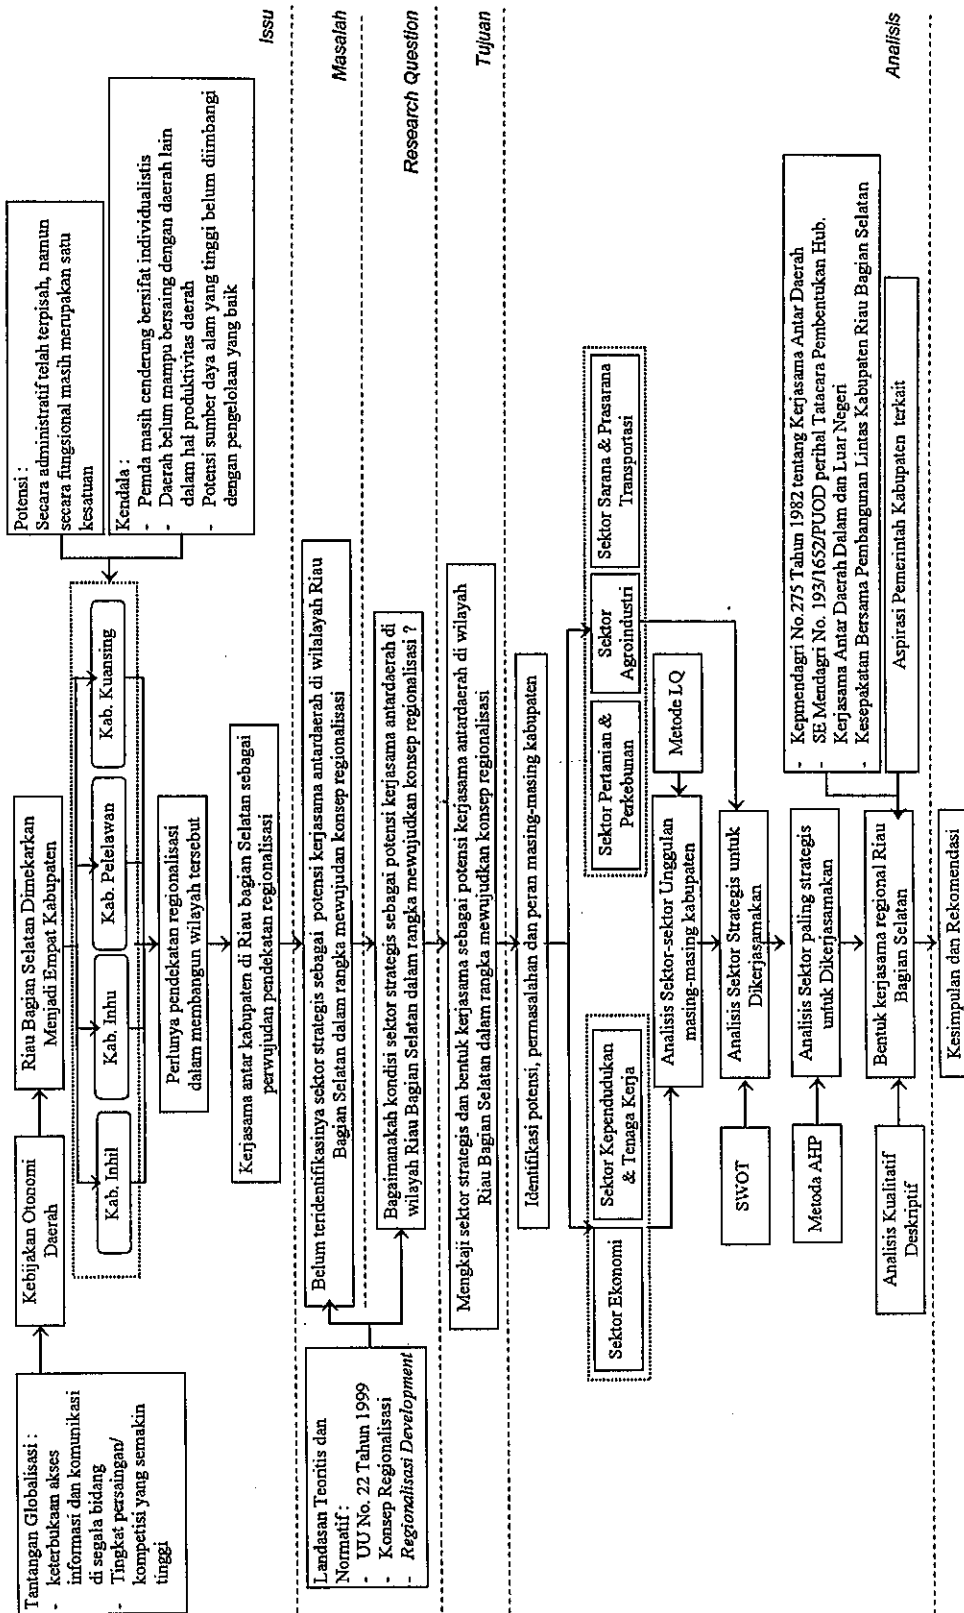 Tantangan Globalisasi :
- keterbukaan akses
informasi dan komunikasi
di segala bidang
- Tingkat persaingan/
kompetisi yang semakin
tinggi
Kebijakan Otonomi
Daerah
Riau Bagian Selatan Dimekarkan
Menjadi Empat Kabupaten
Potensi :
Secara administratif telah terpisah, namun
secara fungsional masih merupakan satu
kesatuan
Kab. Inhil
Kab. Inhu
Kab. Pelelawan
Kab. Kuansing
Kendala :
- Pemda masih cenderung bersifat individualistis
- Daerah belum mampu bersaing dengan daerah lain
dalam hal produktivitas daerah
- Potensi sumber daya alam yang tinggi belum diimbangi
dengan pengelolaan yang baik
Perlunya pendekatan regionalisasi
dalam membangun wilayah tersebut
Kerjasama antar kabupaten di Riau bagian Selatan sebagai
perwujudan pendekatan regionalisasi
Issu
Landasan Teoritis dan
Normatif :
- UU No. 22 Tahun 1999
- Konsep Regionalisasi
- Regionalisasi Development
Belum teridentifikasinya sektor strategis sebagai potensi kerjasama antardaerah di wilalayah Riau
Bagian Selatan dalam rangka mewujudan konsep regionalisasi
Masalah
Bagaimanakah kondisi sektor strategis sebagai potensi kerjasama antardaerah di
wilayah Riau Bagian Selatan dalam rangka mewujudkan konsep regionalisasi ?
Research Question
Mengkaji sektor strategis dan bentuk kerjasama sebagai potensi kerjasama antardaerah di wilayah
Riau Bagian Selatan dalam rangka mewujudkan konsep regionalisasi
Tujuan
Identifikasi potensi, permasalahan dan peran masing-masing kabupaten
Sektor Ekonomi
Sektor Kependudukan
& Tenaga Kerja
Sektor Pertanian &
Perkebunan
Sektor
Agroindustri
Sektor Sarana & Prasarana
Transportasi
Analisis Sektor-sektor Unggulan
masing-masing kabupaten
Metode LQ
SWOT
Analisis Sektor Strategis untuk
Dikerjasamakan
Metoda AHP
Analisis Sektor paling strategis
untuk Dikerjasamakan
- Kepmendagri No. 275 Tahun 1982 tentang Kerjasama Antar Daerah
- SE Mendagri No. 193/1652/PUOD perihal Tatacara Pembentukan Hub.
Kerjasama Antar Daerah Dalam dan Luar Negeri
- Kesepakatan Bersama Pembangunan Lintas Kabupaten Riau Bagian Selatan
Analisis Kualitatif
Deskriptif
Bentuk kerjasama regional Riau
Bagian Selatan
Aspirasi Pemerintah Kabupaten terkait
Analisis
Kesimpulan dan Rekomendasi